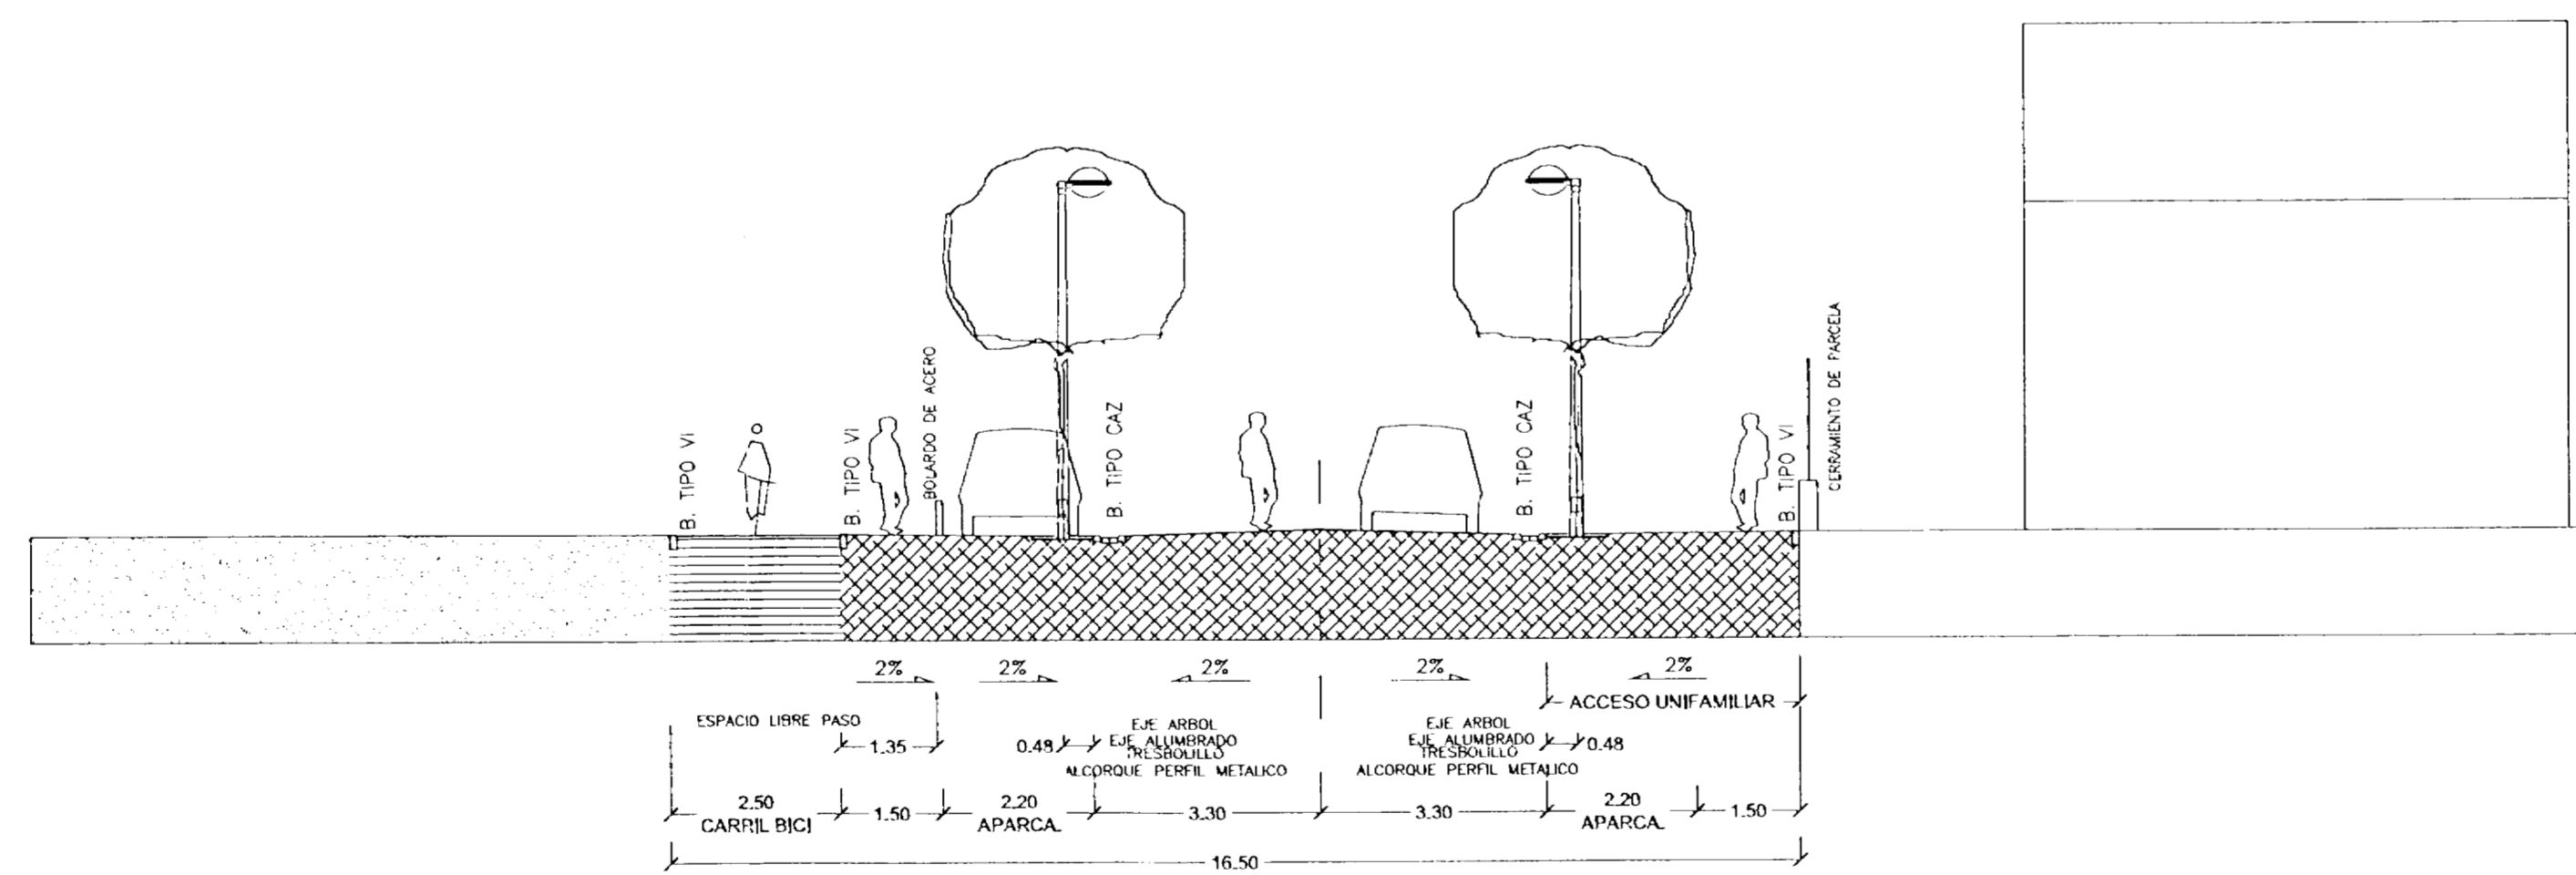 B. TIPO VI
B. TIPO VI
BOLARDO DE ACERO
B. TIPO CAZ
B. TIPO CAZ
B. TIPO VI
CERRAMIENTO DE PARCELA
2%
2%
2%
2%
2%
ACCESO UNIFAMILIAR
ESPACIO LIBRE PASO
1.35
0.48
EJE ARBOL
EJE ALUMBRADO
TRESBOLILLO
ALCORQUE PERFIL METALICO
EJE ARBOL
EJE ALUMBRADO
TRESBOLILLO
ALCORQUE PERFIL METALICO
0.48
2.50
CARRIL BICI
1.50
2.20
APARCA.
3.30
3.30
2.20
APARCA.
1.50
16.50